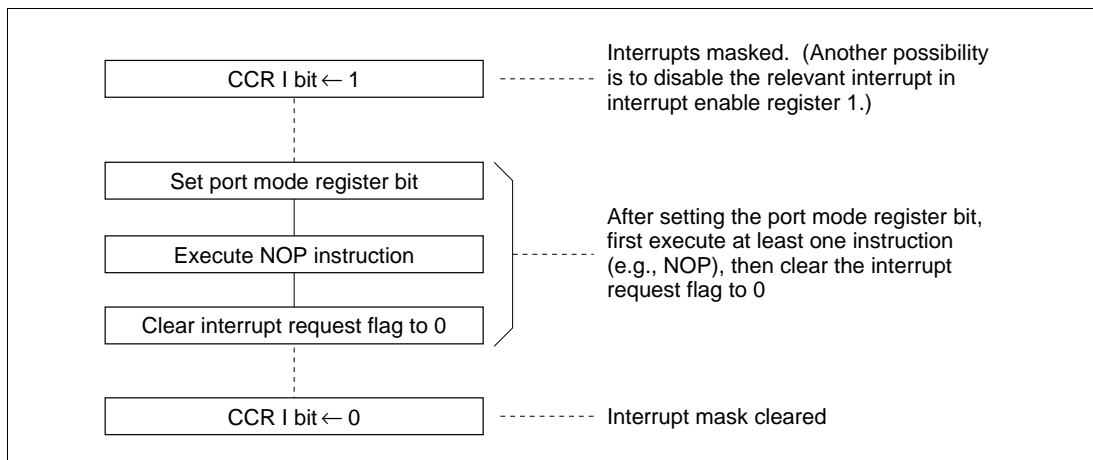 CCR I bit ← 1
Interrupts masked. (Another possibility
is to disable the relevant interrupt in
interrupt enable register 1.)
Set port mode register bit
Execute NOP instruction
Clear interrupt request flag to 0
After setting the port mode register bit,
first execute at least one instruction
(e.g., NOP), then clear the interrupt
request flag to 0
CCR I bit ← 0
Interrupt mask cleared